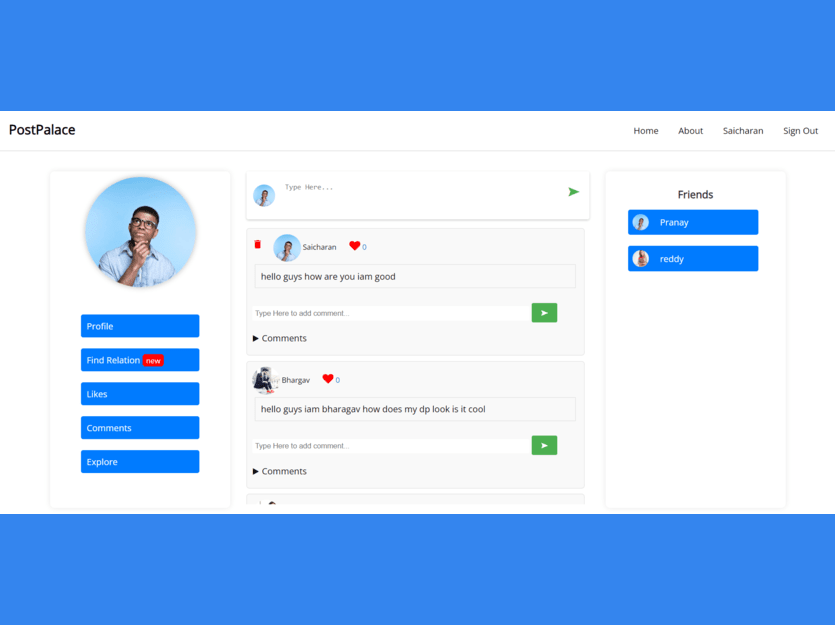 PostPalace
Home About Saicharan Sign Out
Profile
Find Relation new
Likes
Comments
Explore
Type Here...
Saicharan 0
hello guys how are you iam good
Type Here to add comment...
▶ Comments
Bhargav 0
hello guys iam bharagav how does my dp look is it cool
Type Here to add comment...
▶ Comments
Friends
Pranay
reddy